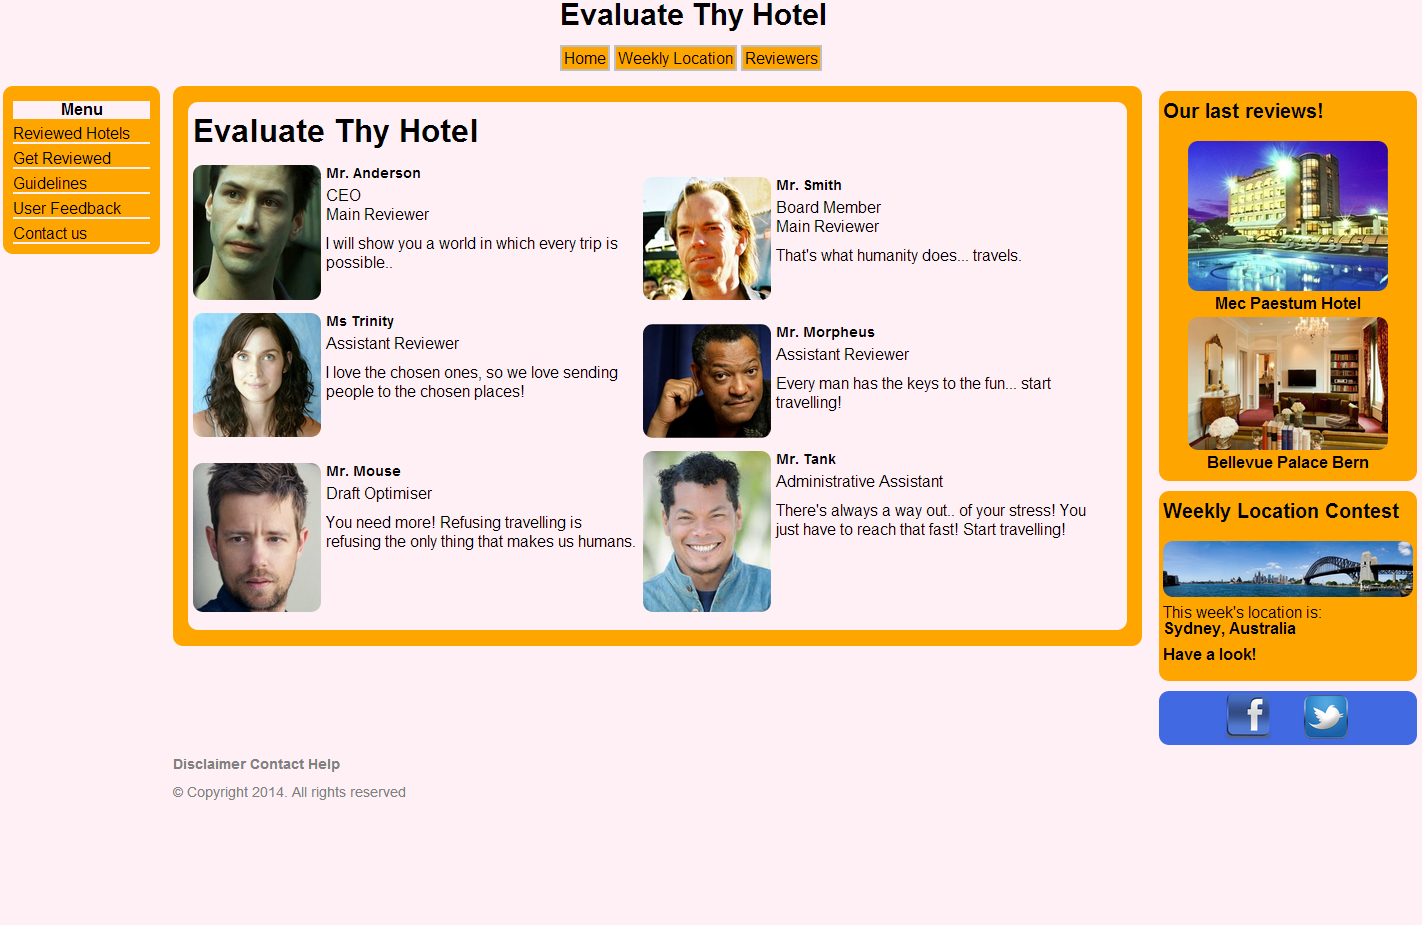 Evaluate Thy Hotel
Home Weekly Location Reviewers
Menu
Reviewed Hotels
Get Reviewed
Guidelines
User Feedback
Contact us
Evaluate Thy Hotel
Mr. Anderson
CEO
Main Reviewer
I will show you a world in which every trip is
possible..
Mr. Smith
Board Member
Main Reviewer
That's what humanity does... travels.
Ms Trinity
Assistant Reviewer
I love the chosen ones, so we love sending
people to the chosen places!
Mr. Morpheus
Assistant Reviewer
Every man has the keys to the fun... start
travelling!
Mr. Mouse
Draft Optimiser
You need more! Refusing travelling is
refusing the only thing that makes us humans.
Mr. Tank
Administrative Assistant
There's always a way out.. of your stress! You
just have to reach that fast! Start travelling!
Our last reviews!
Mec Paestum Hotel
Bellevue Palace Bern
Weekly Location Contest
This week's location is:
Sydney, Australia
Have a look!
f
Disclaimer Contact Help
© Copyright 2014. All rights reserved